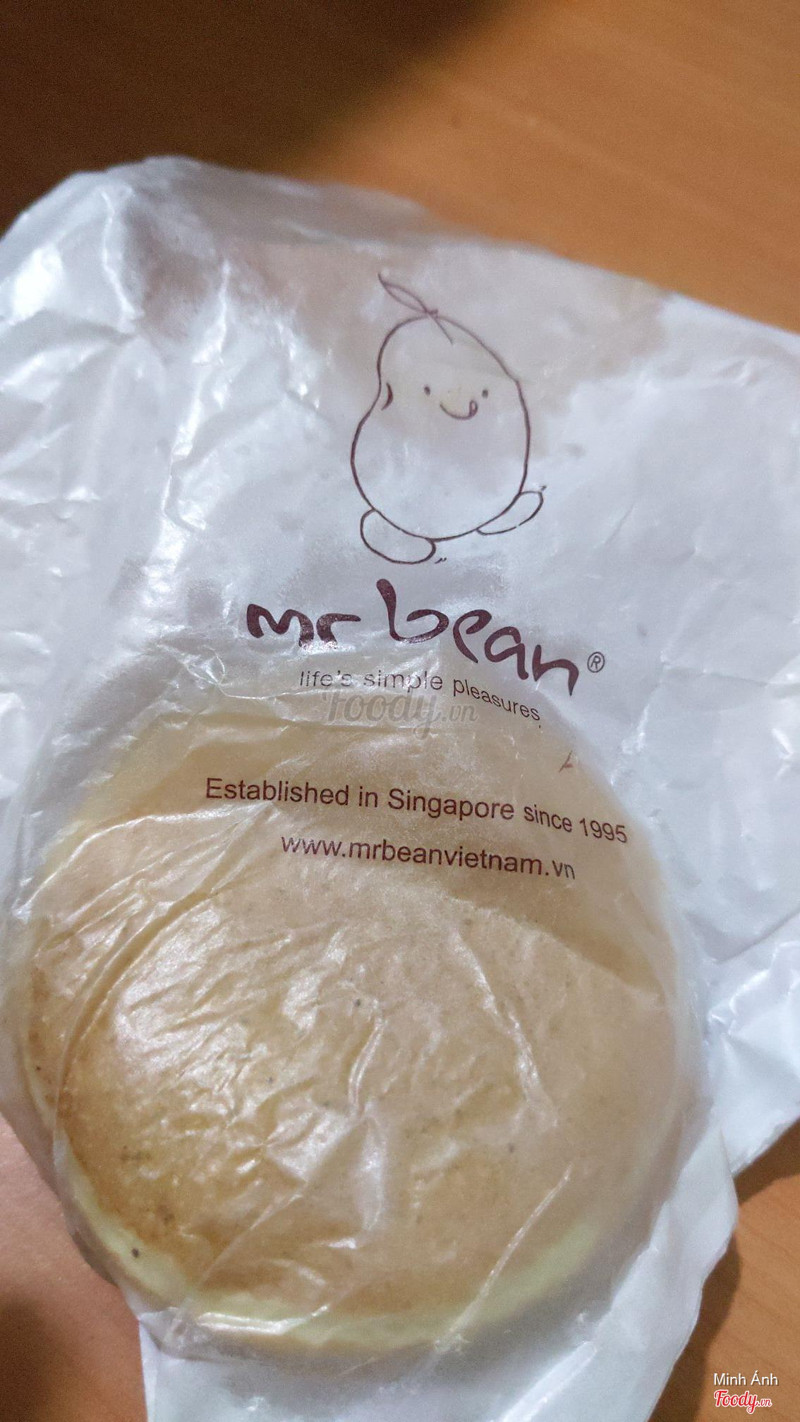 mr bean®
life's simple pleasures
Foody.vn
Established in Singapore since 1995
www.mrbeanvietnam.vn
Minh Ánh
Foody.vn